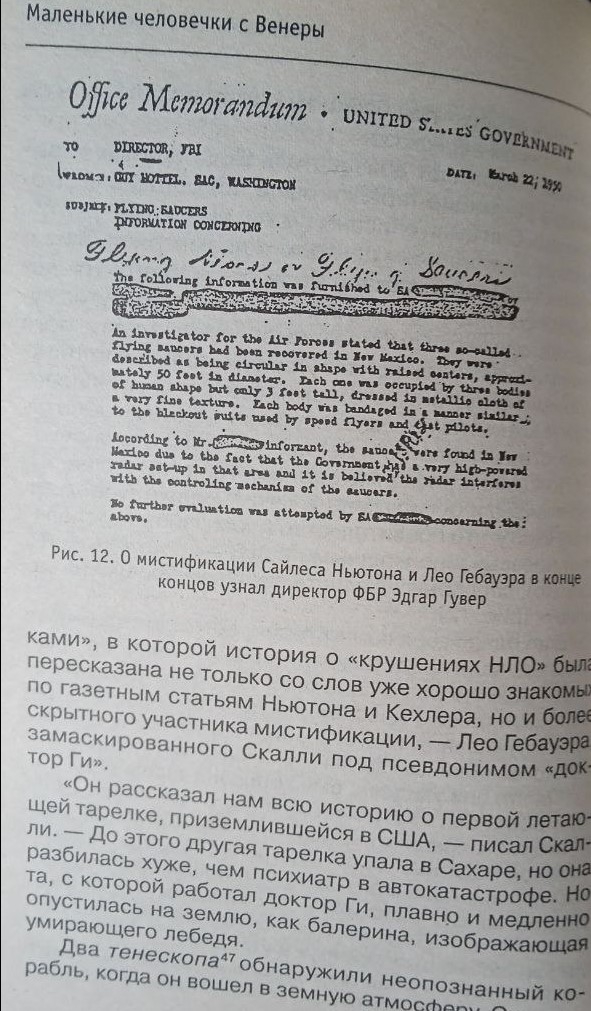 Маленькие человечки с Венеры
Office Memorandum • UNITED STATES GOVERNMENT
TO DIRECTOR, FBI
DATE: March 22, 1950
FROM: GUY HOTTEL, SAC, WASHINGTON
SUBJECT: FLYING SAUCERS
INFORMATION CONCERNING
Flying Discs or Flying Saucers
The following information was furnished to SA
An investigator for the Air Forces stated that three so-called
flying saucers had been recovered in New Mexico. They were
described as being circular in shape with raised centers, approxi-
mately 50 feet in diameter. Each one was occupied by three bodies
of human shape but only 3 feet tall, dressed in metallic cloth of
a very fine texture. Each body was bandaged in a manner similar
to the blackout suits used by speed flyers and test pilots.
According to Mr. informant, the saucers were found in New
Mexico due to the fact that the Government has a very high-powered
radar set-up in that area and it is believed the radar interferes
with the controling mechanism of the saucers.
No further evaluation was attempted by SA concerning the
above.
Рис. 12. О мистификации Сайлеса Ньютона и Лео Гебауэра в конце
концов узнал директор ФБР Эдгар Гувер
ками», в которой история о «крушениях НЛО» была
пересказана не только со слов уже хорошо знакомых
по газетным статьям Ньютона и Кехлера, но и более
скрытного участника мистификации, — Лео Гебауэра,
замаскированного Скалли под псевдонимом «док-
тор Ги».
«Он рассказал нам всю историю о первой летаю-
щей тарелке, приземлившейся в США, — писал Скал-
ли. — До этого другая тарелка упала в Сахаре, но она
разбилась хуже, чем психиатр в автокатастрофе. Но
та, с которой работал доктор Ги, плавно и медленно
опустилась на землю, как балерина, изображающая
умирающего лебедя.
Два тенескопа⁴⁷ обнаружили неопознанный ко-
рабль, когда он вошел в земную атмосферу.